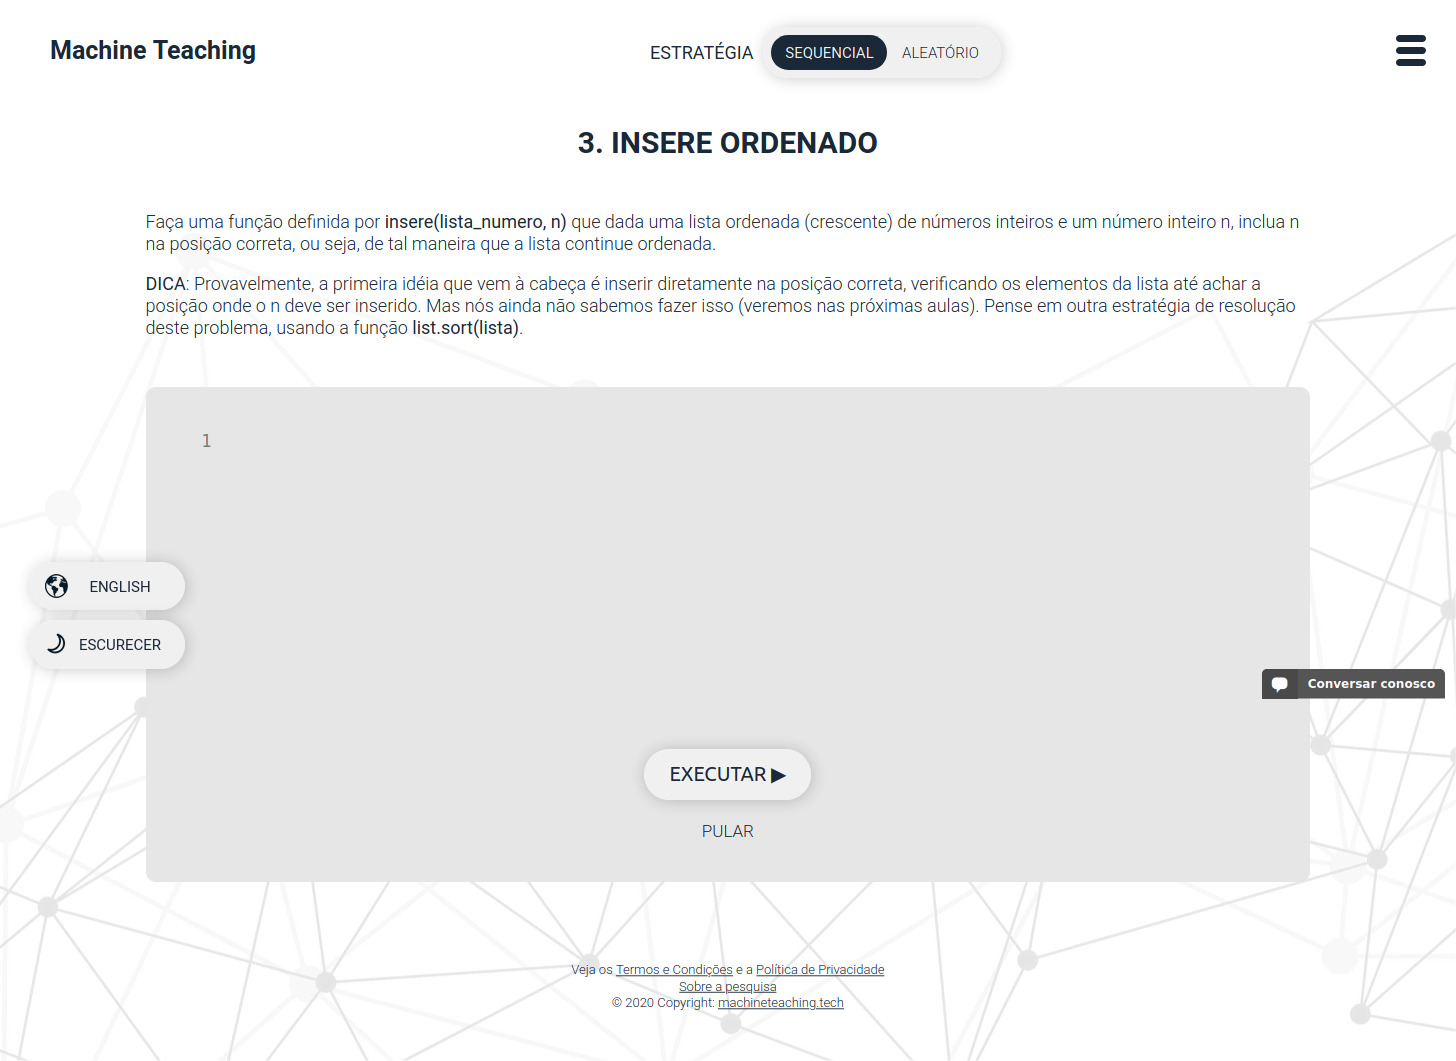 Machine Teaching
ESTRATÉGIA SEQUENCIAL ALEATÓRIO
3. INSERE ORDENADO
Faça uma função definida por insere(lista_numero, n) que dada uma lista ordenada (crescente) de números inteiros e um número inteiro n, inclua n
na posição correta, ou seja, de tal maneira que a lista continue ordenada.
DICA: Provavelmente, a primeira idéia que vem à cabeça é inserir diretamente na posição correta, verificando os elementos da lista até achar a
posição onde o n deve ser inserido. Mas nós ainda não sabemos fazer isso (veremos nas próximas aulas). Pense em outra estratégia de resolução
deste problema, usando a função list.sort(lista).
1
ENGLISH
ESCURECER
Conversar conosco
EXECUTAR ▶
PULAR
Veja os Termos e Condições e a Política de Privacidade
Sobre a pesquisa
© 2020 Copyright: machineteaching.tech